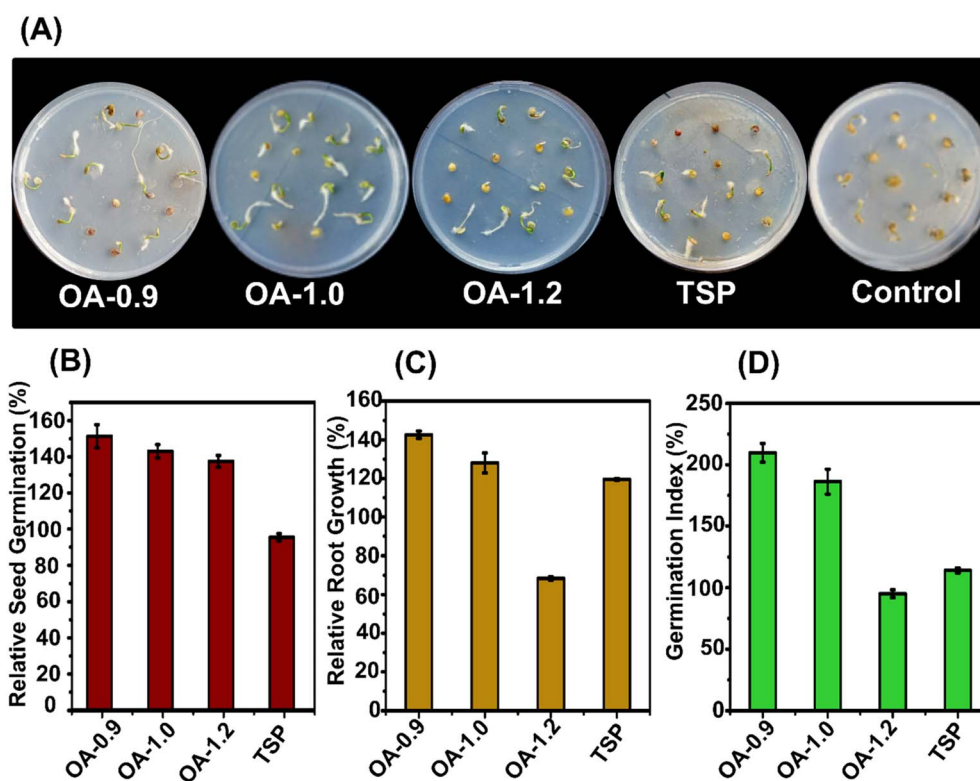 (A)
OA-0.9 OA-1.0 OA-1.2 TSP Control
(B)
Relative Seed Germination (%)
160
140
120
100
80
60
40
20
0
OA-0.9 OA-1.0 OA-1.2 TSP
(C)
Relative Root Growth (%)
160
140
120
100
80
60
40
20
0
OA-0.9 OA-1.0 OA-1.2 TSP
(D)
Germination Index (%)
250
200
150
100
50
0
OA-0.9 OA-1.0 OA-1.2 TSP